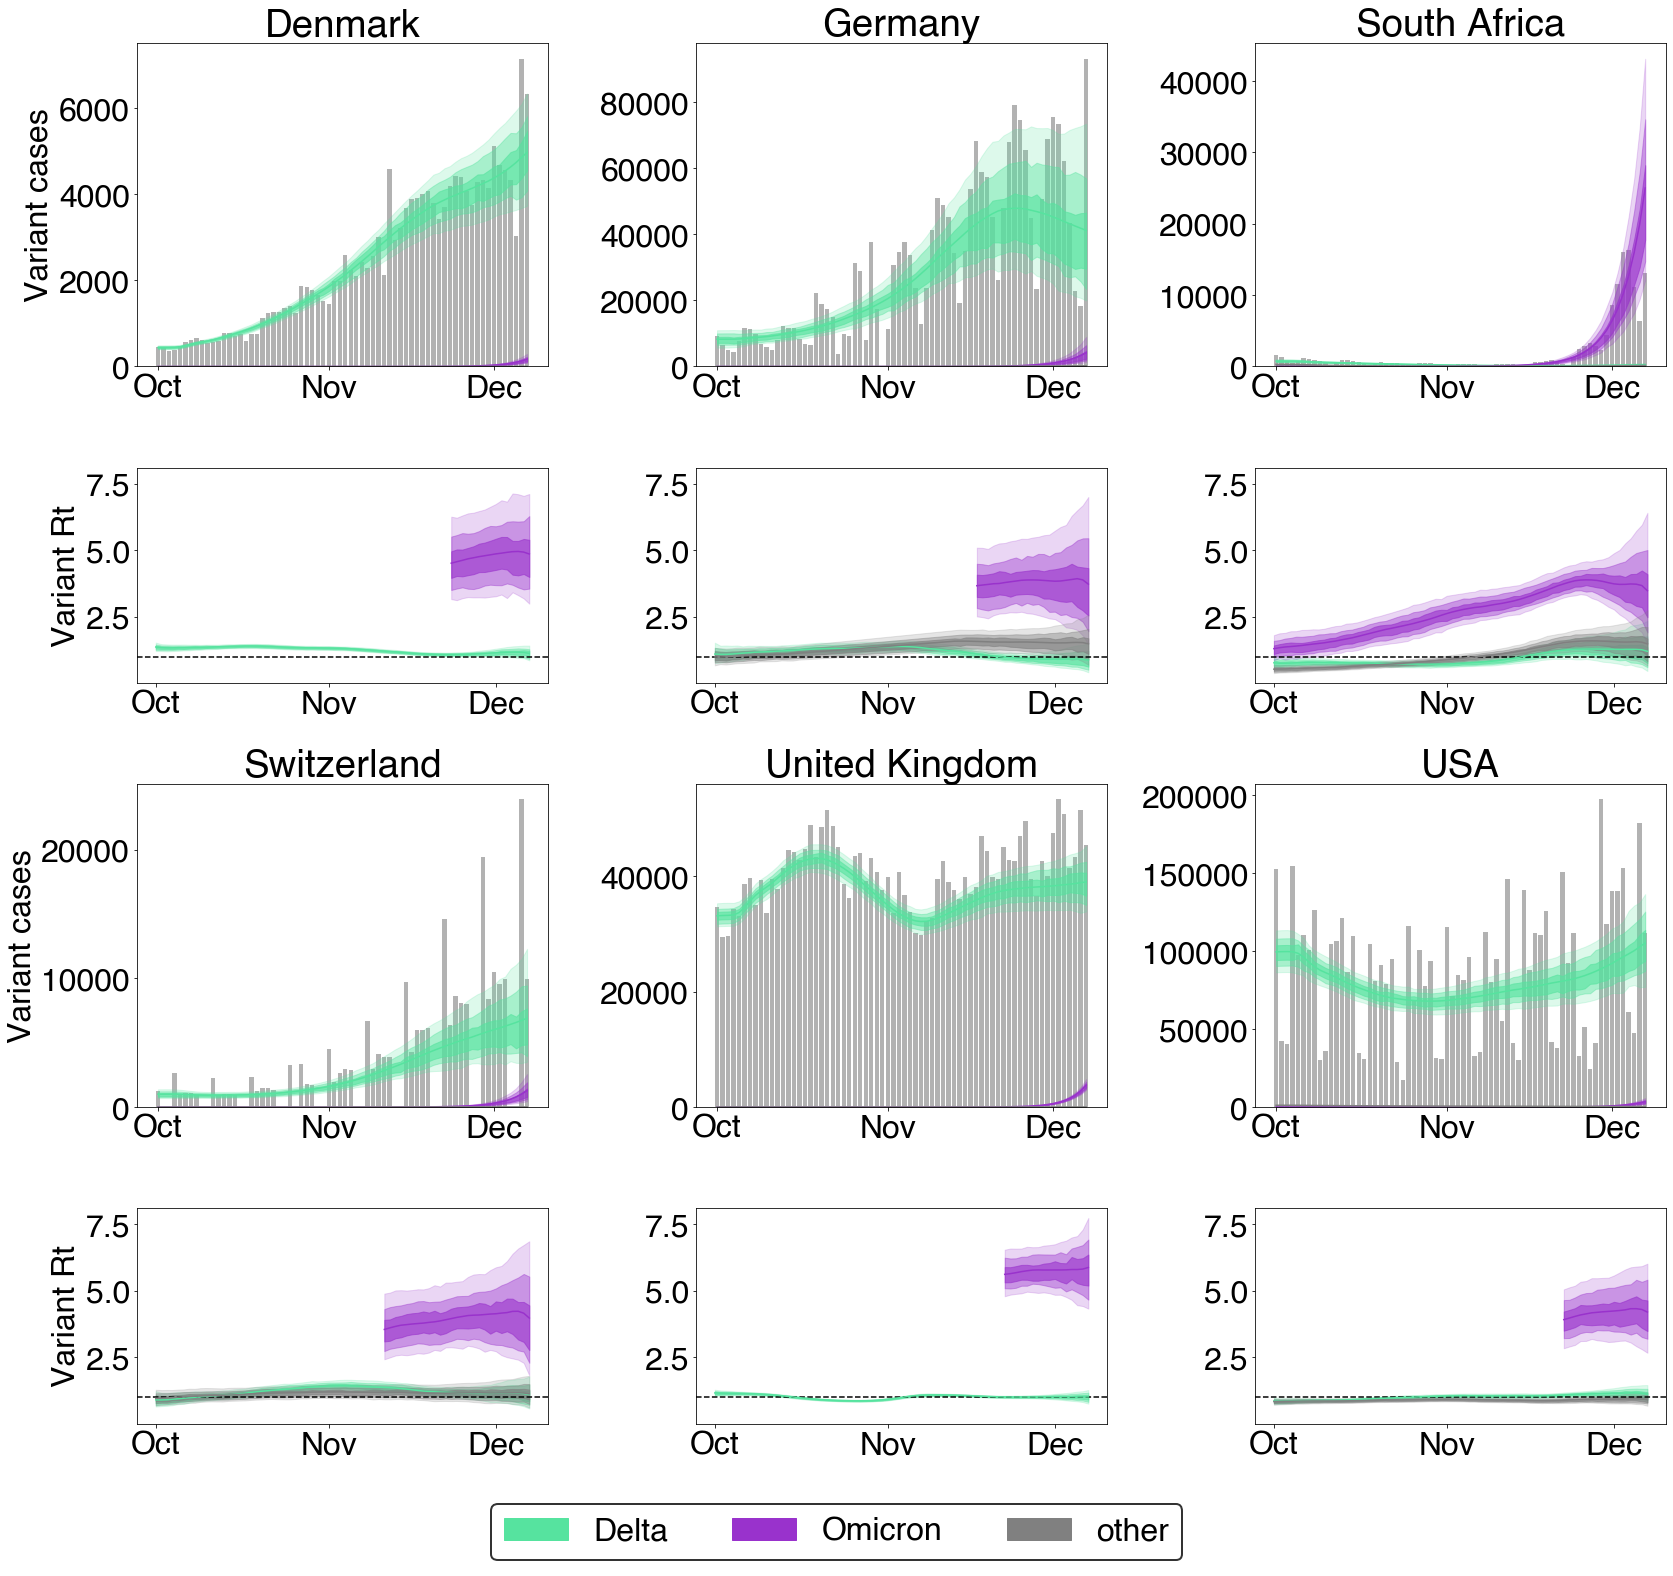 Denmark
Germany
South Africa
Variant cases
6000
4000
2000
0
Oct Nov Dec
80000
60000
40000
20000
0
Oct Nov Dec
40000
30000
20000
10000
0
Oct Nov Dec
Variant Rt
7.5
5.0
2.5
Oct Nov Dec
7.5
5.0
2.5
Oct Nov Dec
7.5
5.0
2.5
Oct Nov Dec
Switzerland
United Kingdom
USA
Variant cases
20000
10000
0
Oct Nov Dec
40000
20000
0
Oct Nov Dec
200000
150000
100000
50000
0
Oct Nov Dec
Variant Rt
7.5
5.0
2.5
Oct Nov Dec
7.5
5.0
2.5
Oct Nov Dec
7.5
5.0
2.5
Oct Nov Dec
Delta Omicron other